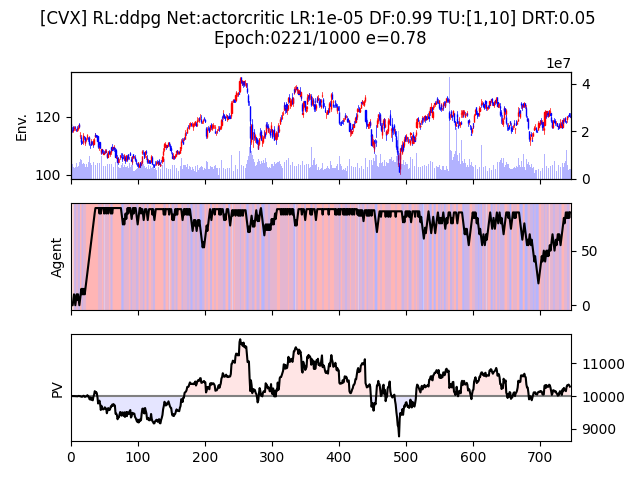 [CVX] RL:ddpg Net:actorcritic LR:1e-05 DF:0.99 TU:[1,10] DRT:0.05
Epoch:0221/1000 e=0.78
1e7
Env.
120
100
4
2
0
Agent
50
0
PV
11000
10000
9000
0 100 200 300 400 500 600 700